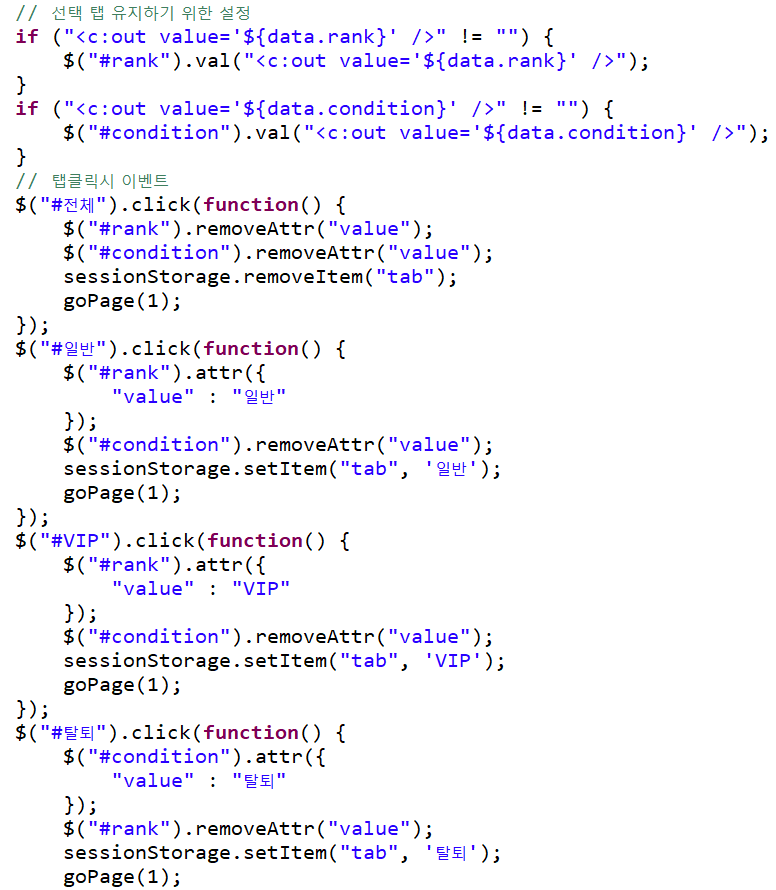 // 선택 탭 유지하기 위한 설정
if ("<c:out value='${data.rank}' />" != "") {
    $("#rank").val("<c:out value='${data.rank}' />");
}
if ("<c:out value='${data.condition}' />" != "") {
    $("#condition").val("<c:out value='${data.condition}' />");
}
// 탭클릭시 이벤트
$("#전체").click(function() {
    $("#rank").removeAttr("value");
    $("#condition").removeAttr("value");
    sessionStorage.removeItem("tab");
    goPage(1);
});
$("#일반").click(function() {
    $("#rank").attr({
        "value" : "일반"
    });
    $("#condition").removeAttr("value");
    sessionStorage.setItem("tab", '일반');
    goPage(1);
});
$("#VIP").click(function() {
    $("#rank").attr({
        "value" : "VIP"
    });
    $("#condition").removeAttr("value");
    sessionStorage.setItem("tab", 'VIP');
    goPage(1);
});
$("#탈퇴").click(function() {
    $("#condition").attr({
        "value" : "탈퇴"
    });
    $("#rank").removeAttr("value");
    sessionStorage.setItem("tab", '탈퇴');
    goPage(1);